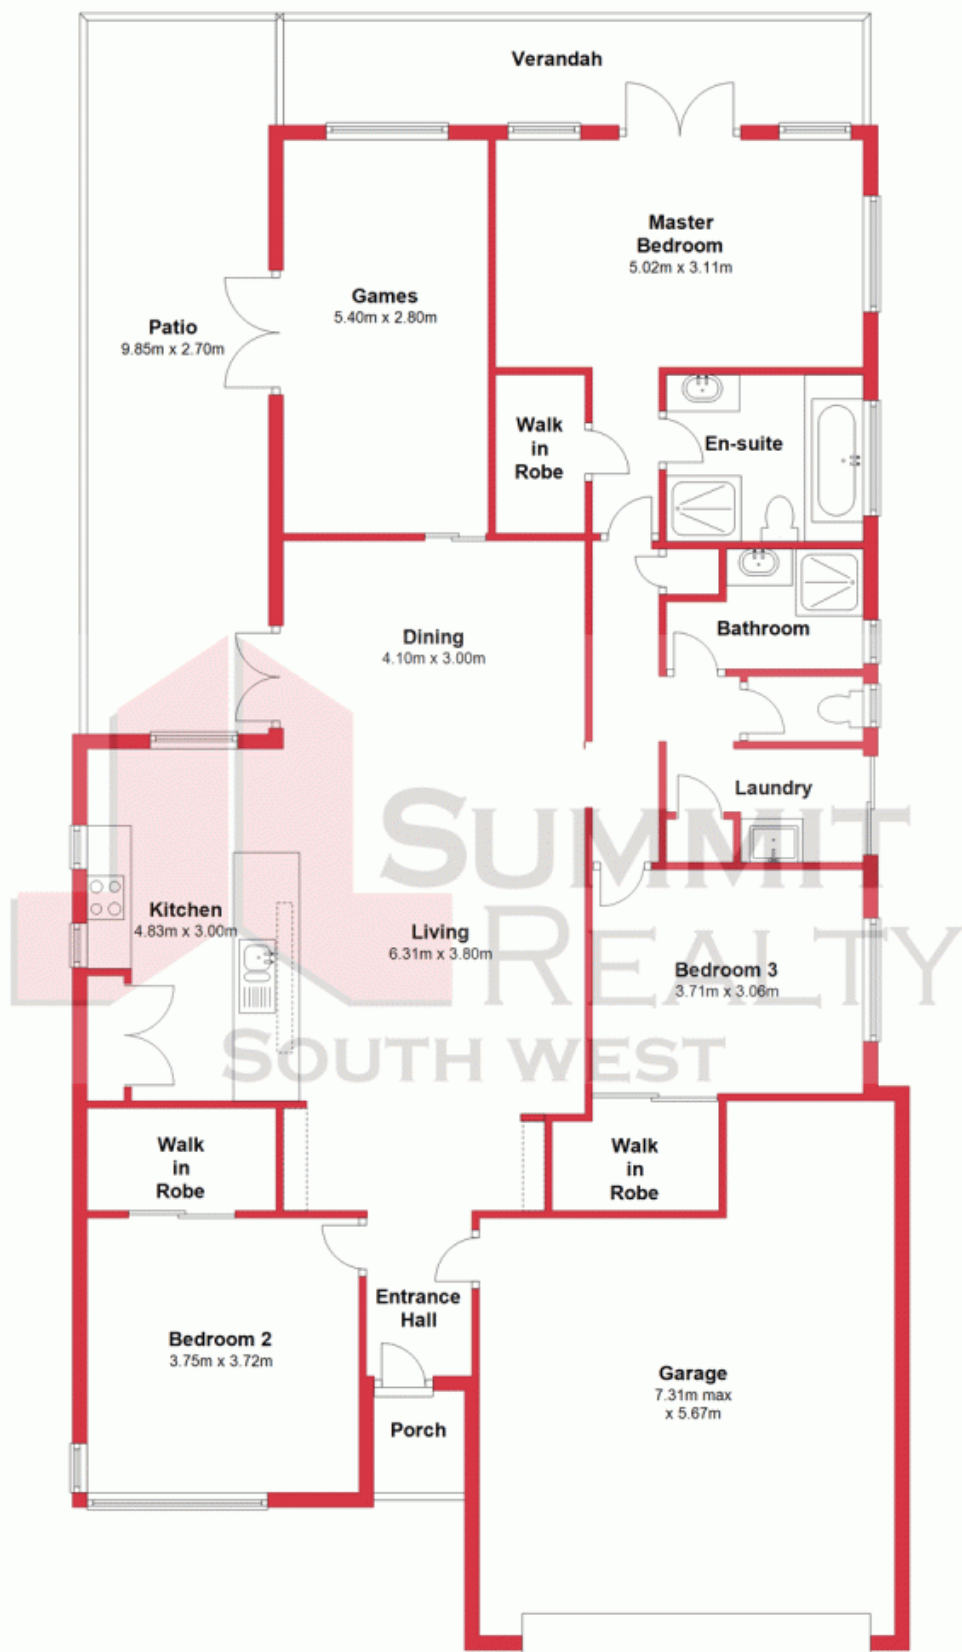 Verandah
Master
Bedroom
5.02m x 3.11m
Games
5.40m x 2.80m
Patio
9.85m x 2.70m
Walk
in
Robe
En-suite
Bathroom
Dining
4.10m x 3.00m
Laundry
SUMMIT
REALTY
SOUTH WEST
Kitchen
4.83m x 3.00m
Living
6.31m x 3.80m
Bedroom 3
3.71m x 3.06m
Walk
in
Robe
Walk
in
Robe
Entrance
Hall
Bedroom 2
3.75m x 3.72m
Garage
7.31m max
x 5.67m
Porch